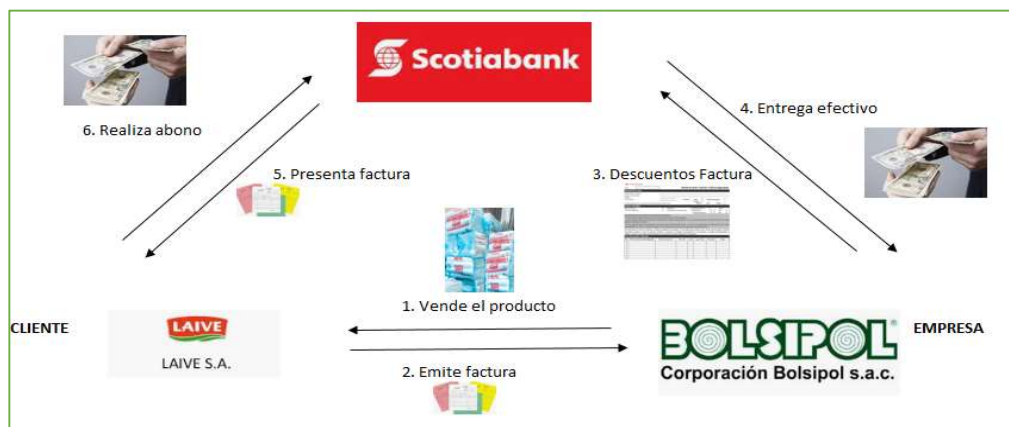 Scotiabank
6. Realiza abono
4. Entrega efectivo
5. Presenta factura
3. Descuentos Factura
1. Vende el producto
CLIENTE
LAIVE
LAIVE S.A.
BOLSIPOL
Corporación Bolsipol s.a.c.
EMPRESA
2. Emite factura